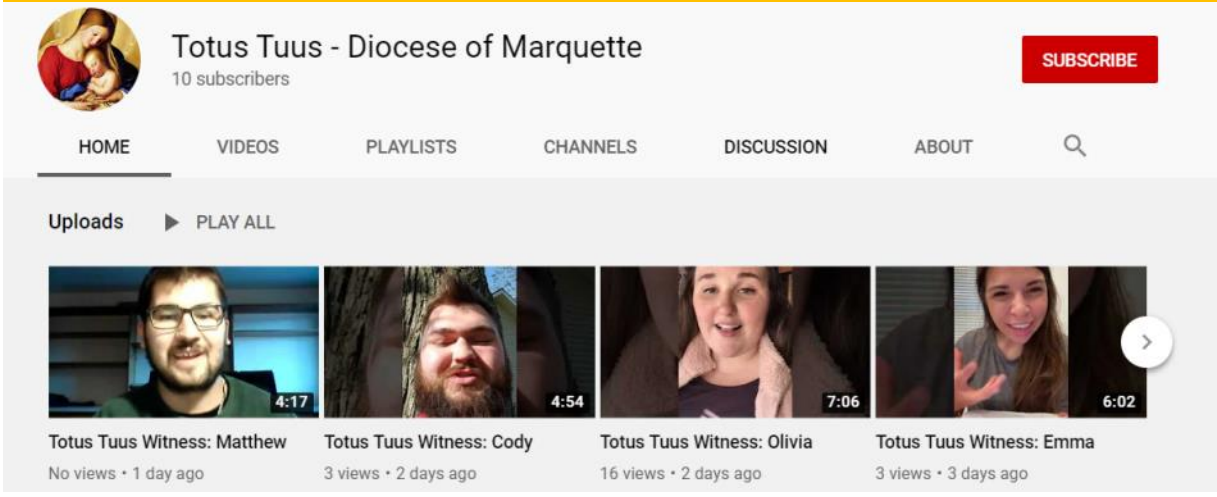 Totus Tuus - Diocese of Marquette
10 subscribers
SUBSCRIBE
HOME VIDEOS PLAYLISTS CHANNELS DISCUSSION ABOUT
Uploads PLAY ALL
4:17 4:54 7:06 6:02
Totus Tuus Witness: Matthew Totus Tuus Witness: Cody Totus Tuus Witness: Olivia Totus Tuus Witness: Emma
No views • 1 day ago 3 views • 2 days ago 16 views • 2 days ago 3 views • 3 days ago